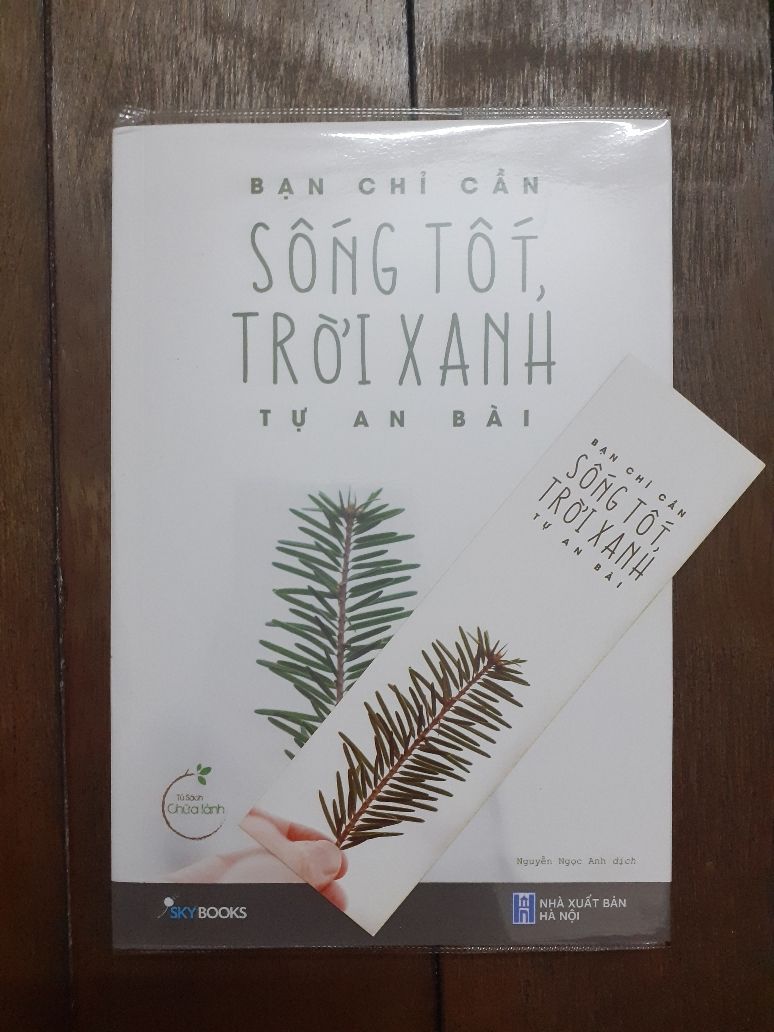 BẠN CHỈ CẦN
SỐNG TỐT,
TRỜI XANH
TỰ AN BÀI
BẠN CHỈ CẦN
SỐNG TỐT,
TRỜI XANH
TỰ AN BÀI
Tủ Sách
Chữa lành
Nguyễn Ngọc Anh dịch
SKYBOOKS
NHÀ XUẤT BẢN
HÀ NỘI